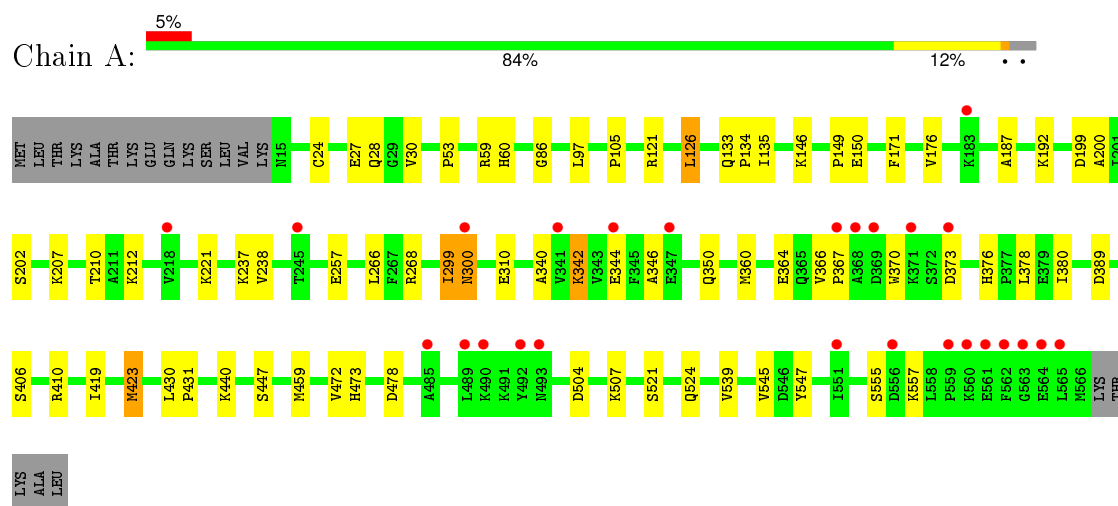 5%
Chain A:
84% 12% • •
MET LEU THR LYS ALA THR LYS GLU GLN LYS SER LEU VAL LYS N15 C24 E27 Q28 G29 V30 P53 R59 H60 G86 L97 P105 R121 L126 Q133 P134 I135 K146 P149 E150 F171 V176 K183 A187 K192 D199 A200 I201
S202 K207 T210 A211 K212 V218 K221 K237 V238 T245 E257 L266 F267 R268 I299 N300 E310 A340 V341 K342 V343 E344 F345 A346 E347 Q350 M360 E364 Q365 V366 P367 A368 D369 W370 K371 S372 D373 H376 P377 L378 E379 I380 D389
S406 R410 I419 M423 L430 P431 K440 S447 M459 V472 H473 D478 A485 L489 K490 K491 Y492 N493 D504 K507 S521 Q524 V539 V545 D546 Y547 I551 S555 D556 K557 L558 P559 K560 E561 F562 G563 E564 L565 M566 LYS THR
LYS ALA LEU